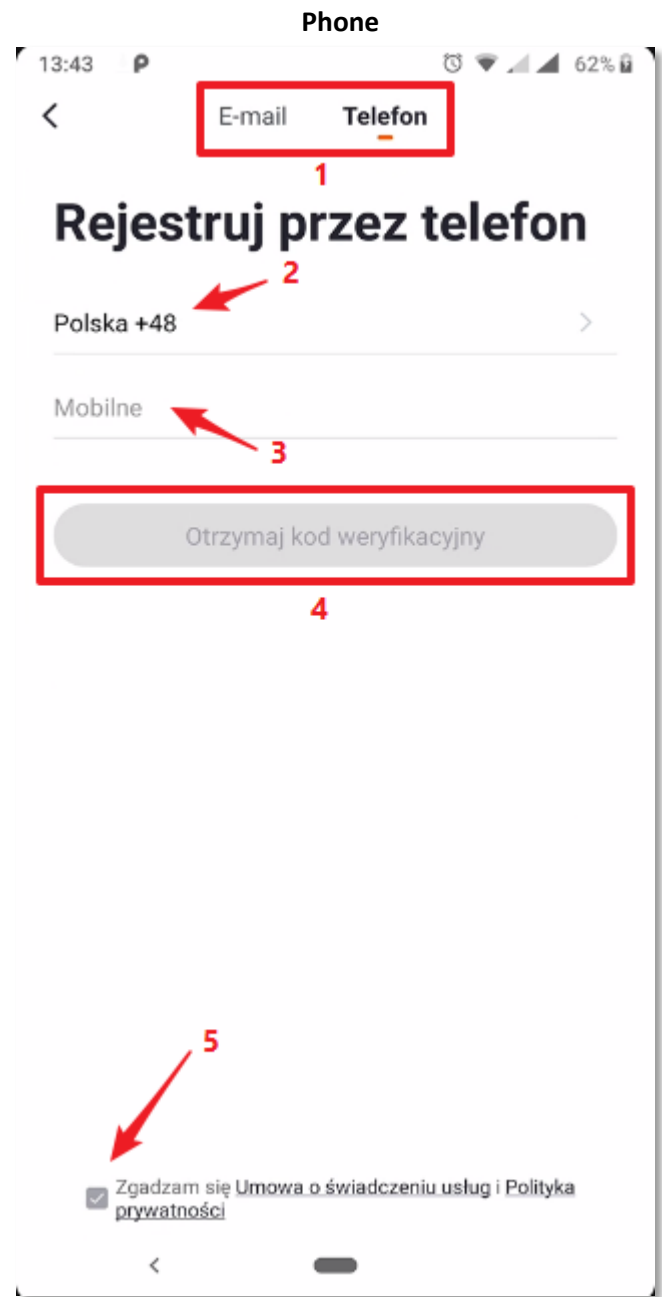 Phone
13:43 P 62%
E-mail Telefon
1
Rejestruj przez telefon
2
Polska +48
Mobilne
3
Otrzymaj kod weryfikacyjny
4
5
Zgadzam się Umowa o świadczeniu usług i Polityka
prywatności